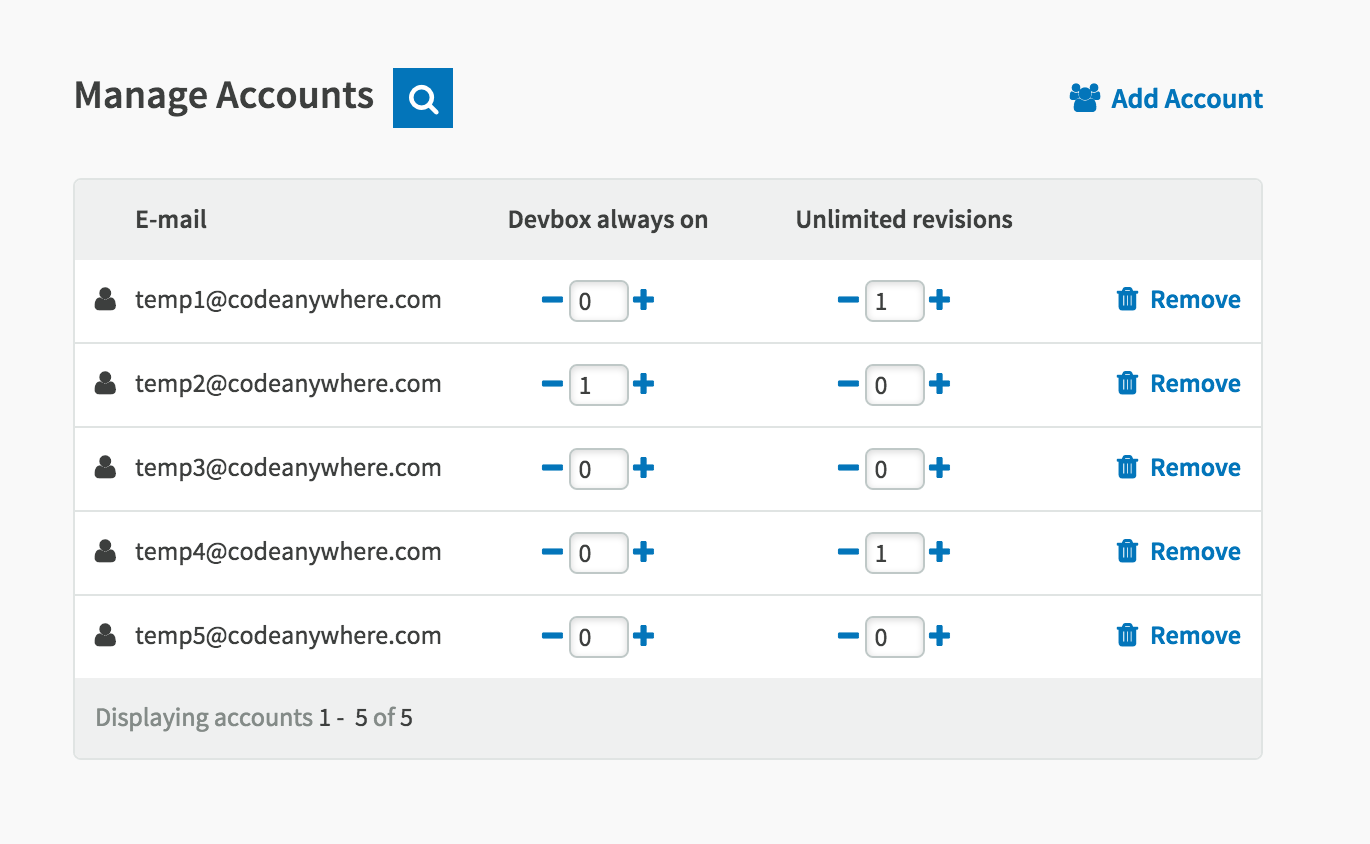 Manage Accounts
Add Account
E-mail Devbox always on Unlimited revisions
temp1@codeanywhere.com 0 1 Remove
temp2@codeanywhere.com 1 0 Remove
temp3@codeanywhere.com 0 0 Remove
temp4@codeanywhere.com 0 1 Remove
temp5@codeanywhere.com 0 0 Remove
Displaying accounts 1 - 5 of 5